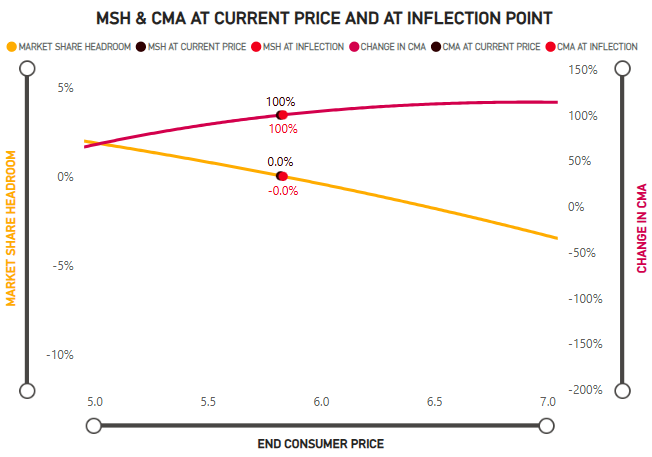 MSH & CMA AT CURRENT PRICE AND AT INFLECTION POINT
MARKET SHARE HEADROOM MSH AT CURRENT PRICE MSH AT INFLECTION CHANGE IN CMA CMA AT CURRENT PRICE CMA AT INFLECTION
5%
0%
-5%
-10%
MARKET SHARE HEADROOM
100%
100%
0.0%
-0.0%
150%
100%
50%
0%
-50%
-100%
-150%
-200%
CHANGE IN CMA
5.0 5.5 6.0 6.5 7.0
END CONSUMER PRICE